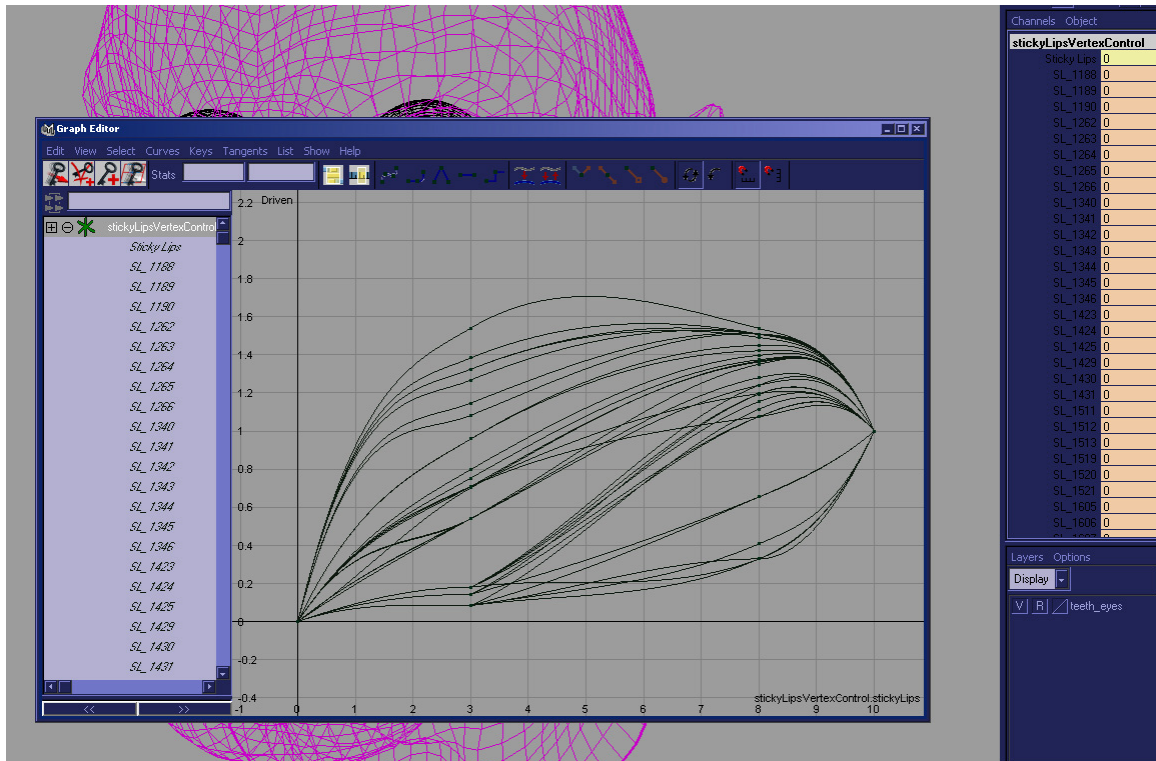 Channels Object
stickyLipsVertexControl
Sticky Lips 0
SL_1188 0
SL_1189 0
SL_1190 0
SL_1262 0
SL_1263 0
SL_1264 0
SL_1265 0
SL_1266 0
SL_1340 0
SL_1341 0
SL_1342 0
SL_1343 0
SL_1344 0
SL_1345 0
SL_1346 0
SL_1423 0
SL_1424 0
SL_1425 0
SL_1429 0
SL_1430 0
SL_1431 0
SL_1511 0
SL_1512 0
SL_1513 0
SL_1519 0
SL_1520 0
SL_1521 0
SL_1605 0
SL_1606 0
Layers Options
Display
V R teeth_eyes
Graph Editor
Edit View Select Curves Keys Tangents List Show Help
Stats
stickyLipsVertexControl
Sticky Lips
SL_1188
SL_1189
SL_1190
SL_1262
SL_1263
SL_1264
SL_1265
SL_1266
SL_1340
SL_1341
SL_1342
SL_1343
SL_1344
SL_1345
SL_1346
SL_1423
SL_1424
SL_1425
SL_1429
SL_1430
SL_1431
<< >>
2.2 Driven
2
1.8
1.6
1.4
1.2
1
0.8
0.6
0.4
0.2
0
-0.2
-0.4
stickyLipsVertexControl.stickyLips
-1 0 1 2 3 4 5 6 7 8 9 10